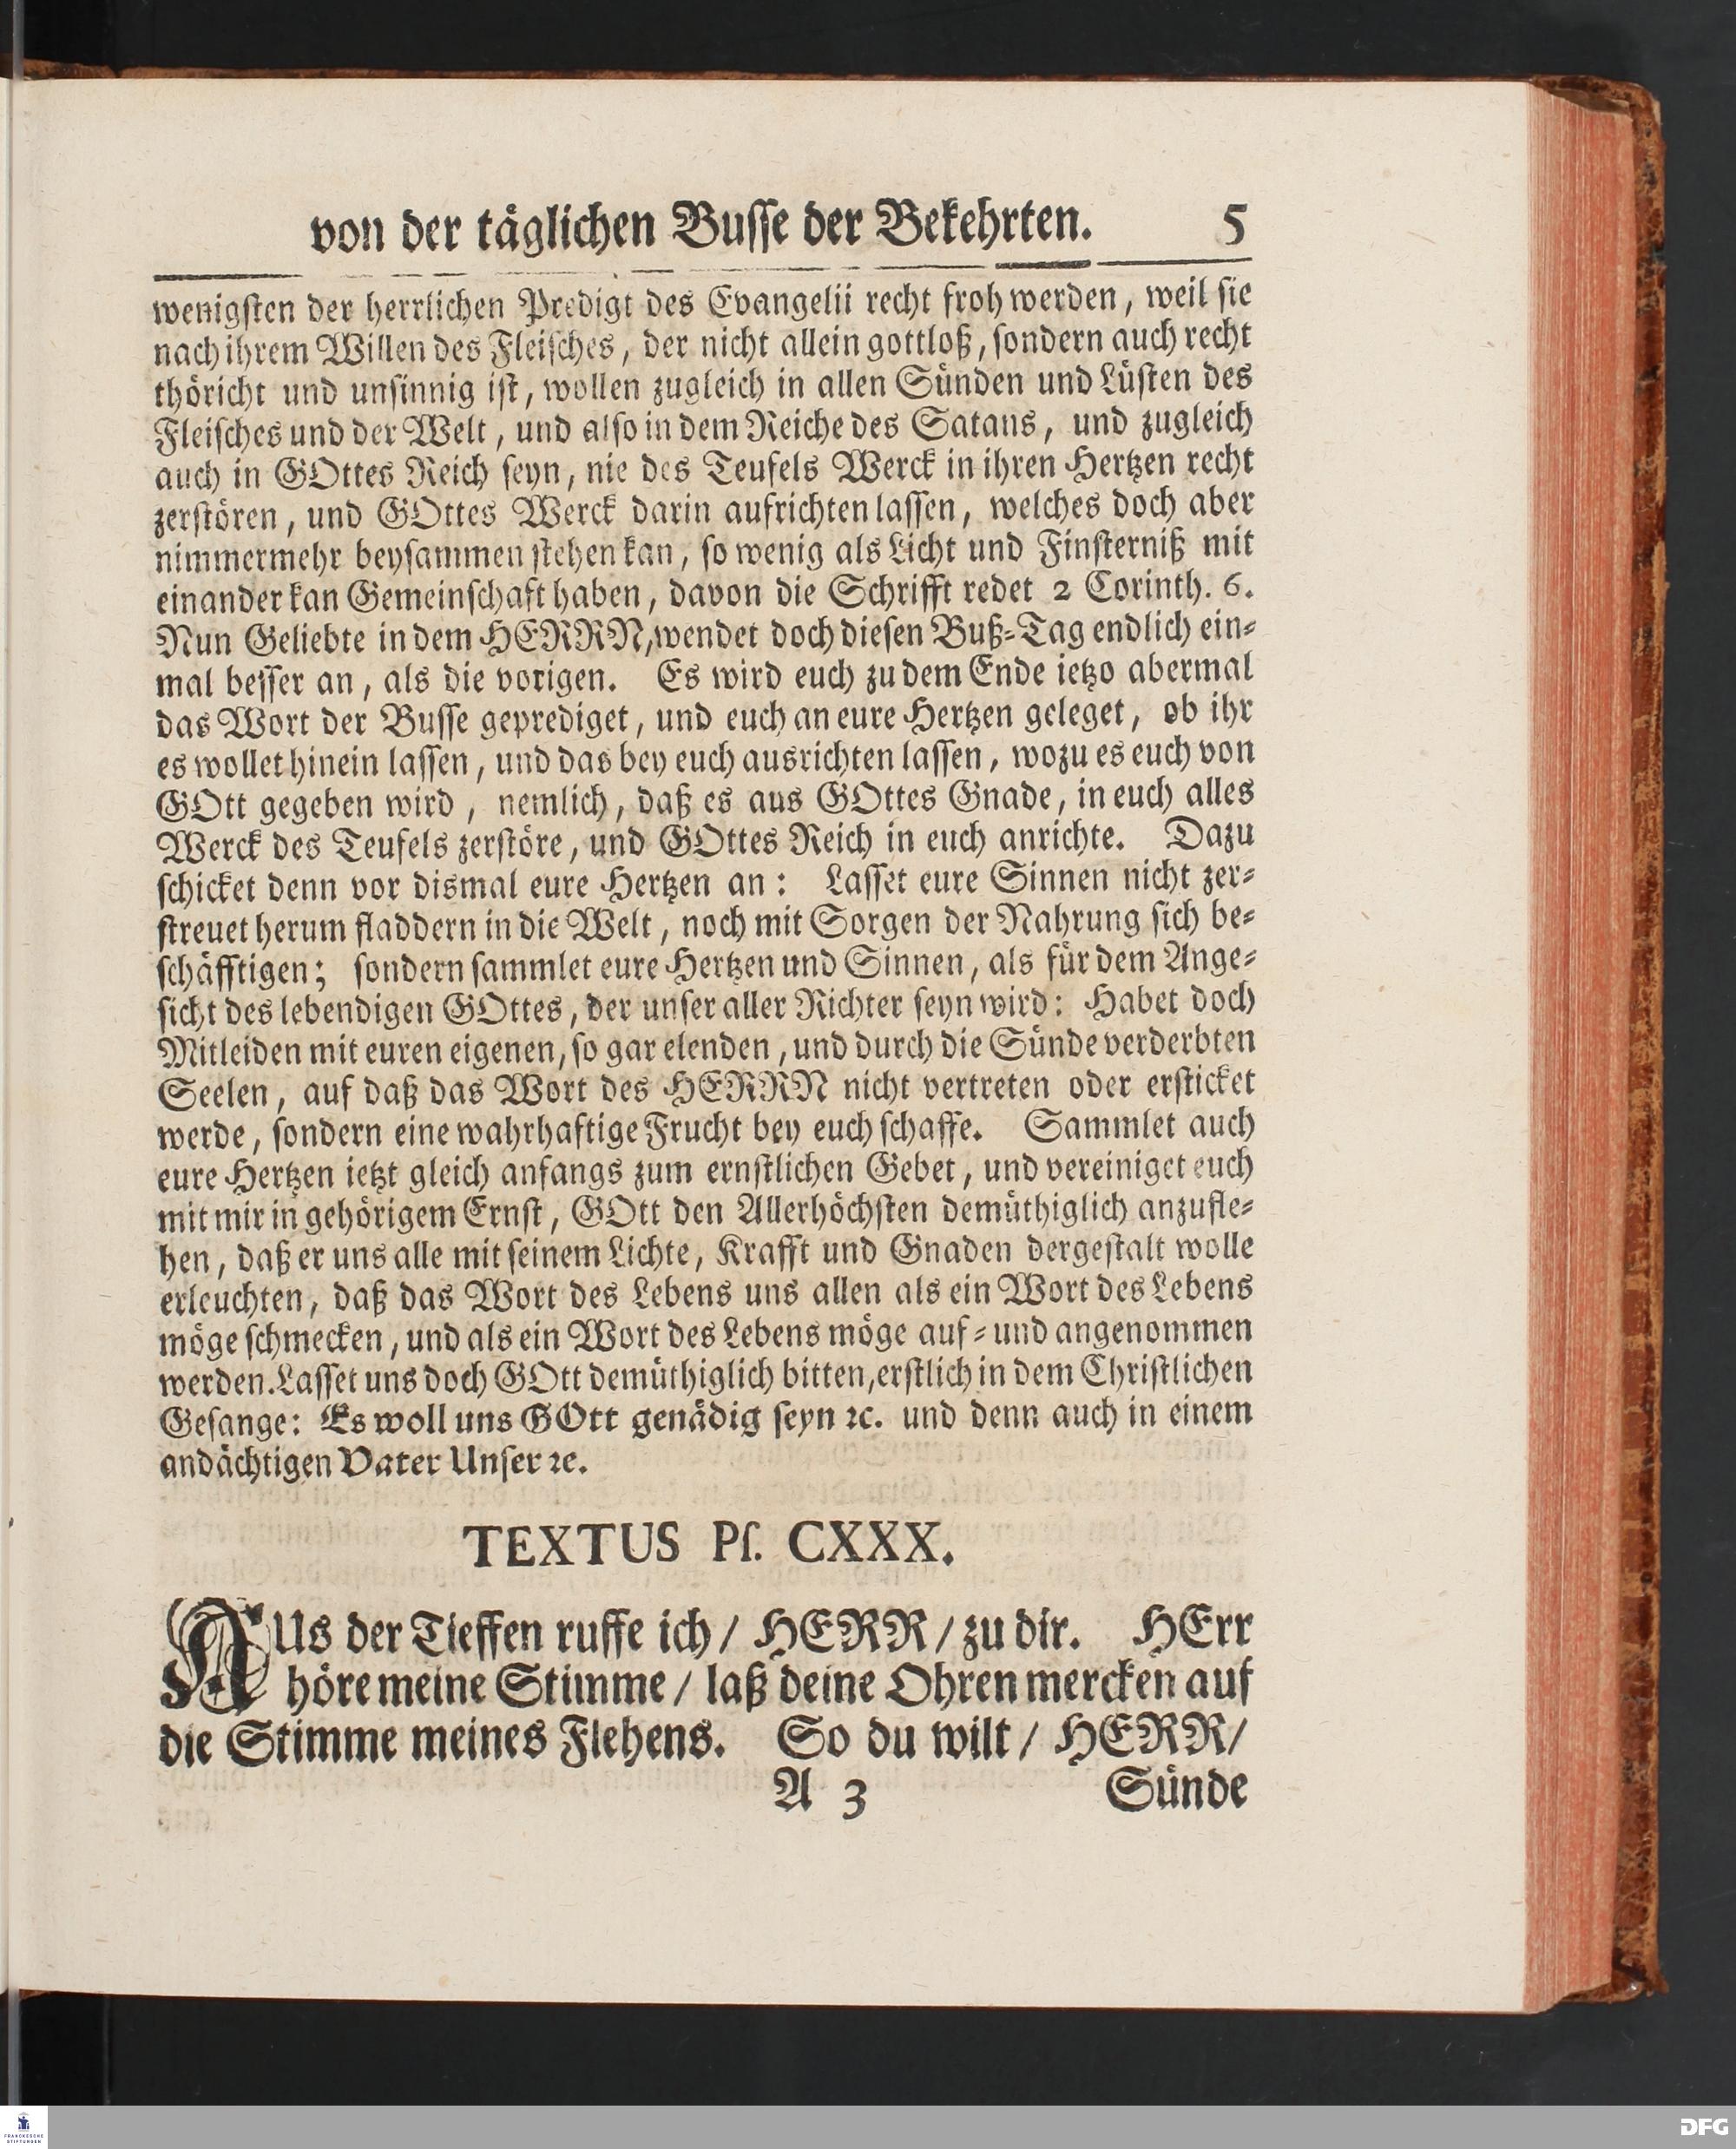 von der täglichen Busse der Bekehrten. 5
wenigsten der herrlichen Predigt des Evangelii recht froh werden, weil sie
nach ihrem Willen des Fleisches, der nicht allein gottloß, sondern auch recht
thöricht und unsinnig ist, wollen zugleich in allen Sünden und Lüsten des
Fleisches und der Welt, und also in dem Reiche des Satans, und zugleich
auch in GOttes Reich seyn, nie des Teufels Werck in ihren Hertzen recht
zerstören, und GOttes Werck darin aufrichten lassen, welches doch aber
nimmermehr beysammen stehen kan, so wenig als Licht und Finsterniß mit
einander kan Gemeinschaft haben, davon die Schrifft redet 2 Corinth. 6.
Nun Geliebte in dem HERRN, wendet doch diesen Buß-Tag endlich ein-
mal besser an, als die vorigen. Es wird euch zu dem Ende ietzo abermal
das Wort der Busse geprediget, und euch an eure Hertzen geleget, ob ihr
es wollet hinein lassen, und das bey euch ausrichten lassen, wozu es euch von
GOtt gegeben wird, nemlich, daß es aus GOttes Gnade, in euch alles
Werck des Teufels zerstöre, und GOttes Reich in euch anrichte. Dazu
schicket denn vor dismal eure Hertzen an: Lasset eure Sinnen nicht zer-
streuet herum fladdern in die Welt, noch mit Sorgen der Nahrung sich be-
schäfftigen; sondern sammlet eure Hertzen und Sinnen, als für dem Ange-
sicht des lebendigen GOttes, der unser aller Richter seyn wird: Habet doch
Mitleiden mit euren eigenen, so gar elenden, und durch die Sünde verderbten
Seelen, auf daß das Wort des HERRN nicht vertreten oder ersticket
werde, sondern eine wahrhaftige Frucht bey euch schaffe. Sammlet auch
eure Hertzen ietzt gleich anfangs zum ernstlichen Gebet, und vereiniget euch
mit mir in gehörigem Ernst, GOtt den Allerhöchsten demüthiglich anzufle-
hen, daß er uns alle mit seinem Lichte, Krafft und Gnaden dergestalt wolle
erleuchten, daß das Wort des Lebens uns allen als ein Wort des Lebens
möge schmecken, und als ein Wort des Lebens möge auf- und angenommen
werden. Lasset uns doch GOtt demüthiglich bitten, erstlich in dem Christlichen
Gesange: Es woll uns GOtt genädig seyn ꝛc. und denn auch in einem
andächtigen Vater Unser ꝛc.
TEXTUS Pſ. CXXX.
AUs der Tieffen ruffe ich / HERR / zu dir. HErr
höre meine Stimme / laß deine Ohren mercken auf
die Stimme meines Flehens. So du wilt / HERR /
A 3 Sünde
FRANCKESCHE
STIFTUNGEN
DFG